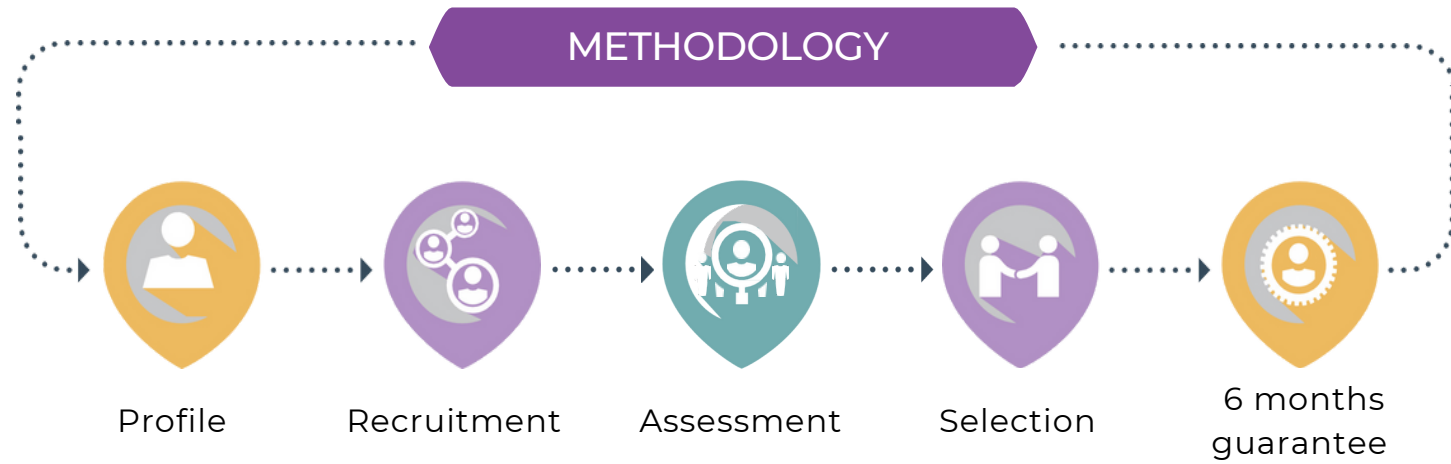 METHODOLOGY
Profile
Recruitment
Assessment
Selection
6 months
guarantee